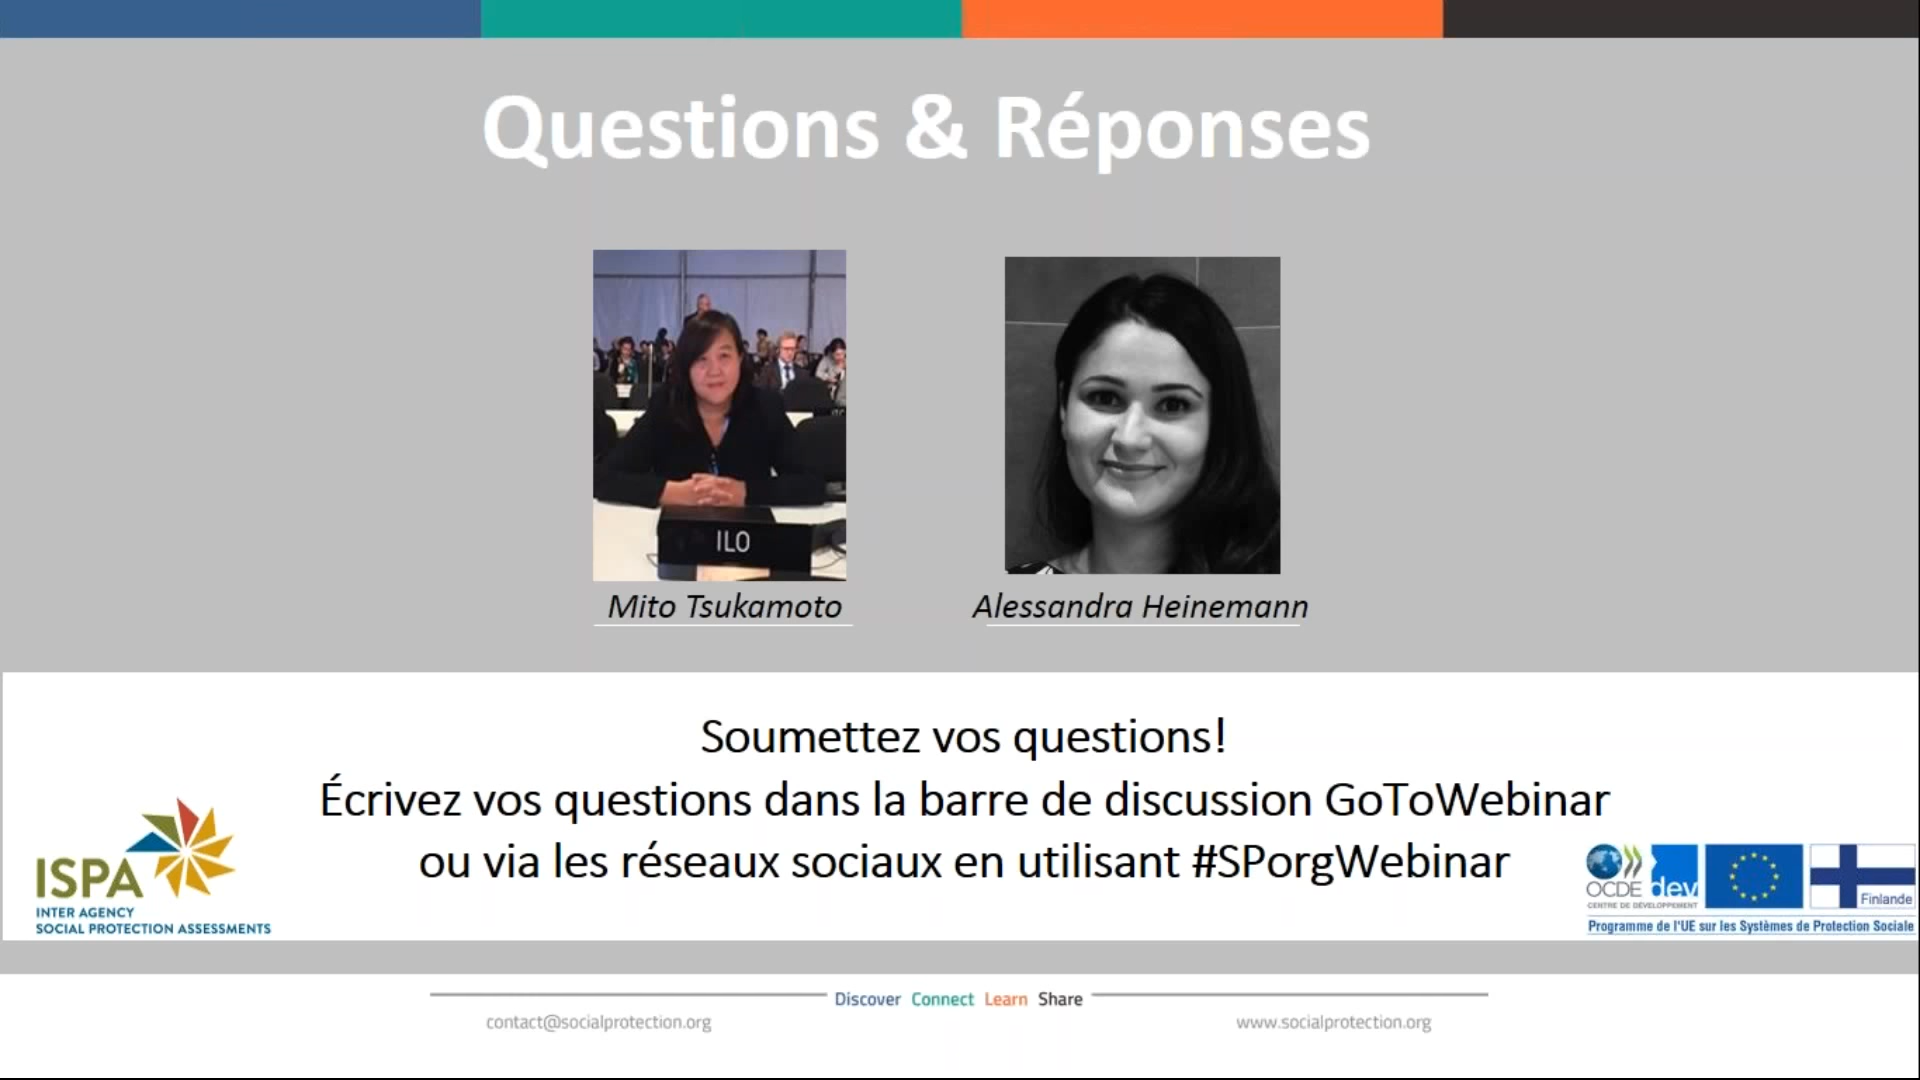 Questions & Réponses
ILO
Mito Tsukamoto
Alessandra Heinemann
Soumettez vos questions!
Écrivez vos questions dans la barre de discussion GoToWebinar
ou via les réseaux sociaux en utilisant #SPorgWebinar
ISPA
INTER AGENCY
SOCIAL PROTECTION ASSESSMENTS
OCDE dev
CENTRE DE DÉVELOPPEMENT
Finlande
Programme de l'UE sur les Systèmes de Protection Sociale
Discover Connect Learn Share
contact@socialprotection.org
www.socialprotection.org